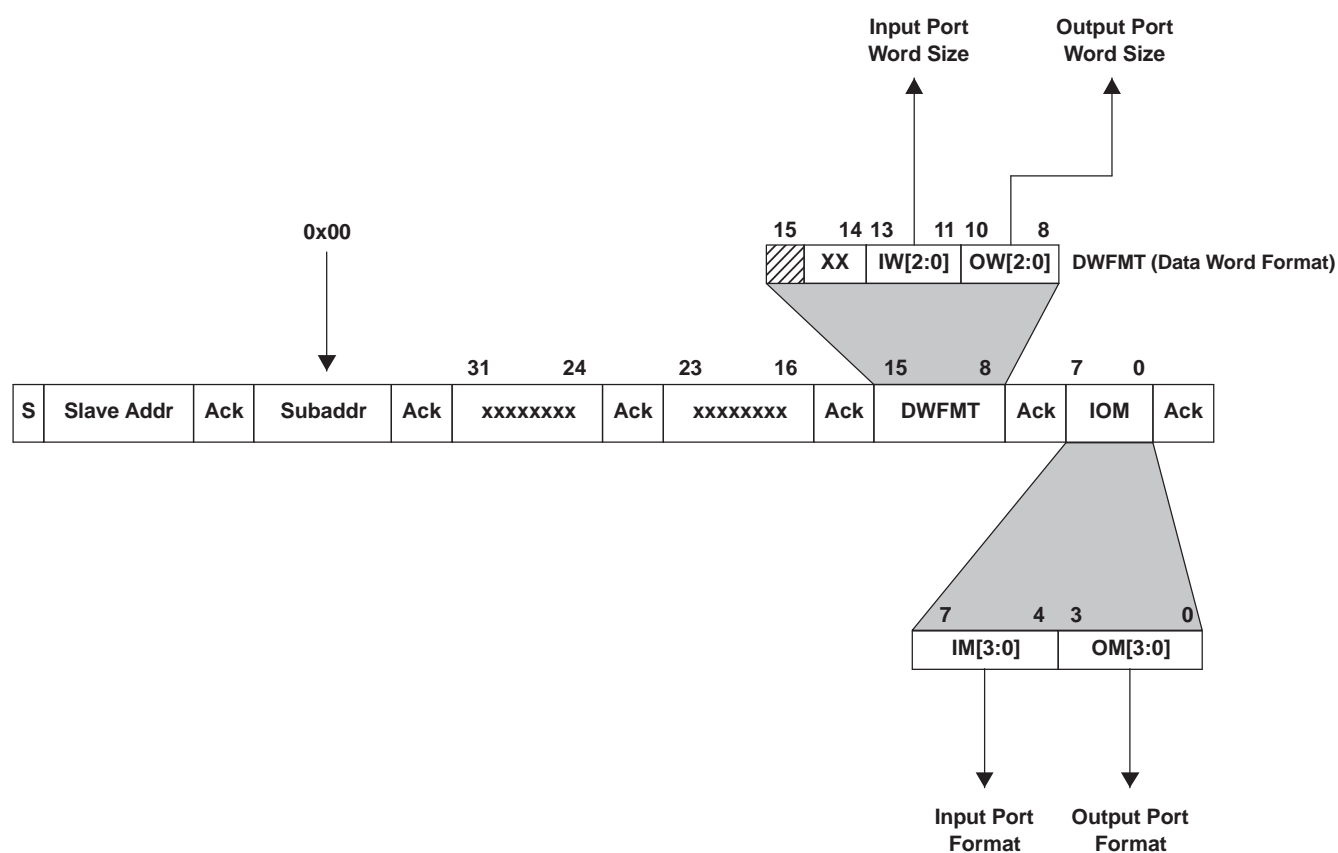 Input Port
Word Size
Output Port
Word Size
0x00
15 14 13 11 10 8
XX IW[2:0] OW[2:0] DWFMT (Data Word Format)
31 24 23 16 15 8 7 0
S Slave Addr Ack Subaddr Ack xxxxxxxx Ack xxxxxxxx Ack DWFMT Ack IOM Ack
7 4 3 0
IM[3:0] OM[3:0]
Input Port
Format
Output Port
Format